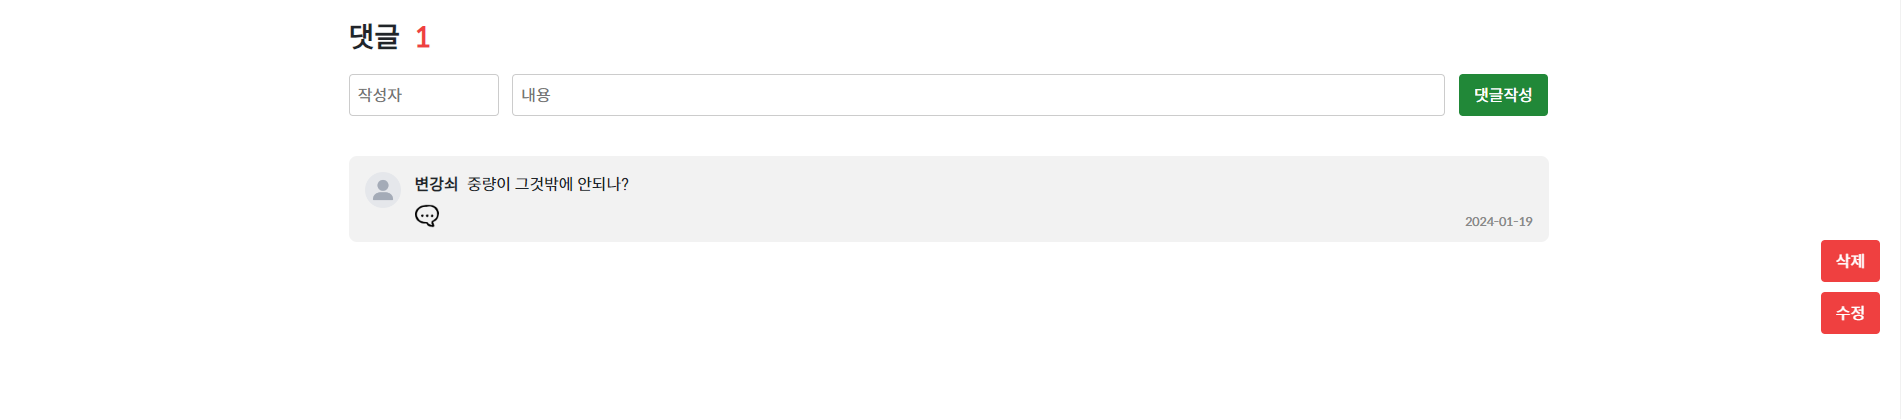 댓글 1
작성자 내용 댓글작성
변강쇠 중량이 그것밖에 안되나?
2024-01-19
삭제
수정